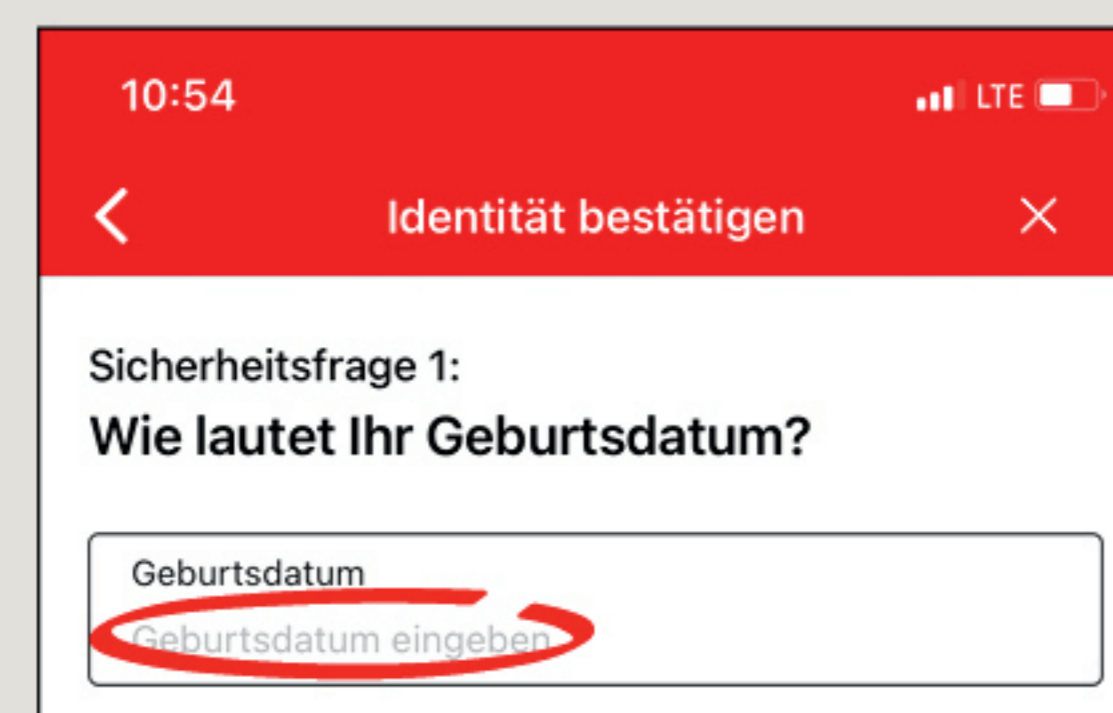 10:54
LTE
Identität bestätigen
Sicherheitsfrage 1:
Wie lautet Ihr Geburtsdatum?
Geburtsdatum
Geburtsdatum eingeben